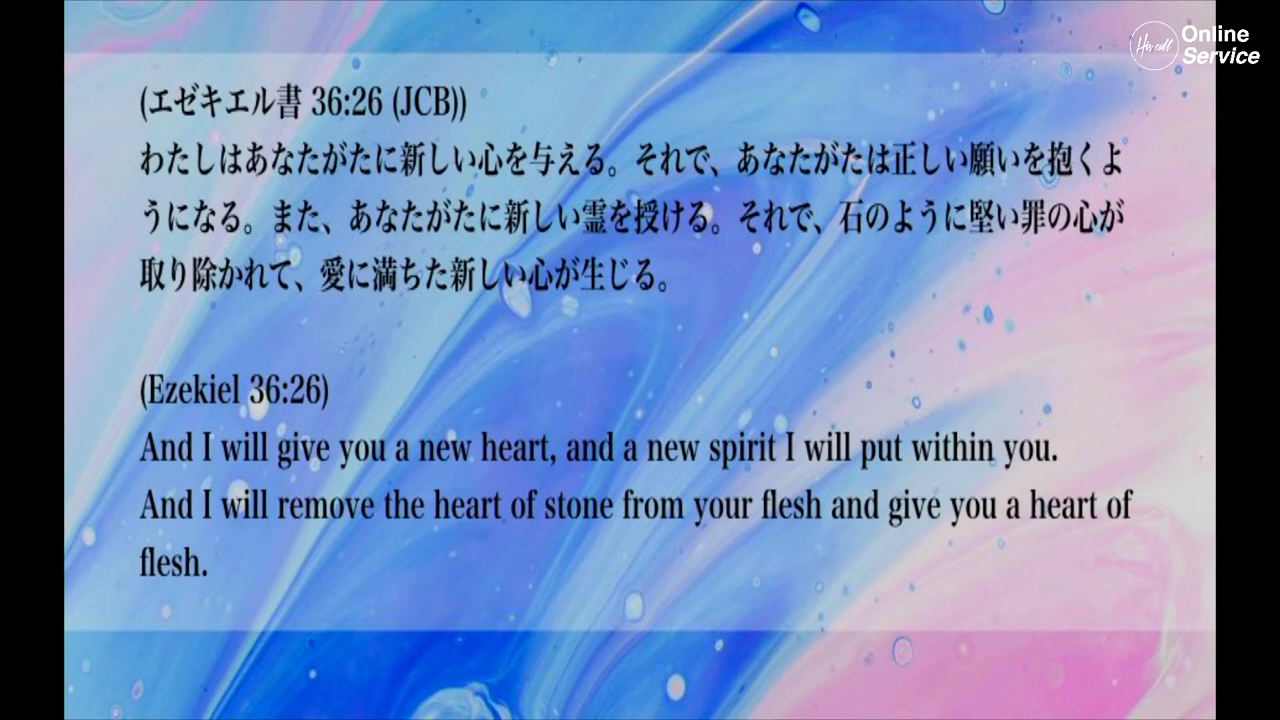 His call
Online
Service
(エゼキエル書 36:26 (JCB))
わたしはあなたがたに新しい心を与える。それで、あなたがたは正しい願いを抱くよ
うになる。また、あなたがたに新しい霊を授ける。それで、石のように堅い罪の心が
取り除かれて、愛に満ちた新しい心が生じる。
(Ezekiel 36:26)
And I will give you a new heart, and a new spirit I will put within you.
And I will remove the heart of stone from your flesh and give you a heart of
flesh.